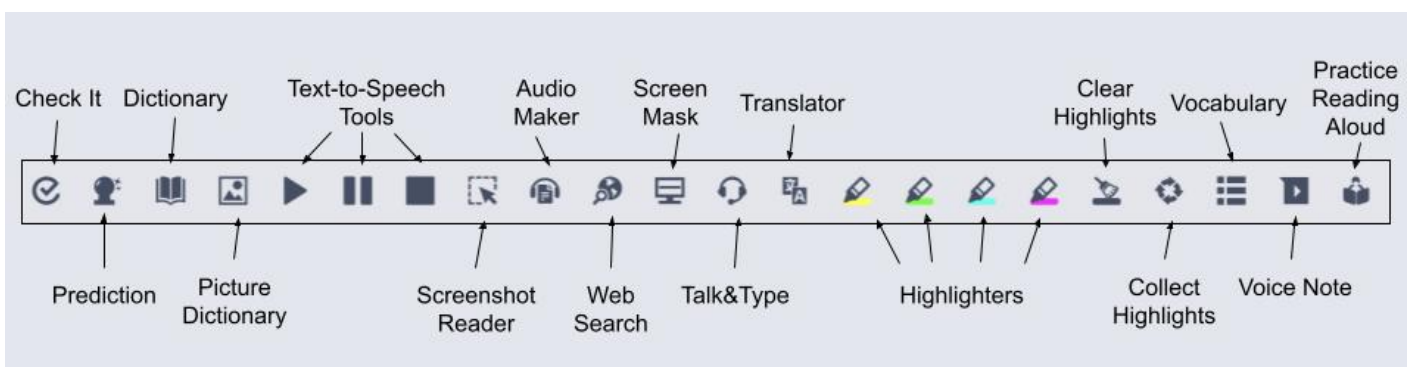 Check It
Dictionary
Text-to-Speech
Tools
Audio
Maker
Screen
Mask
Translator
Clear
Highlights
Vocabulary
Practice
Reading
Aloud
Prediction
Picture
Dictionary
Screenshot
Reader
Web
Search
Talk&Type
Highlighters
Collect
Highlights
Voice Note